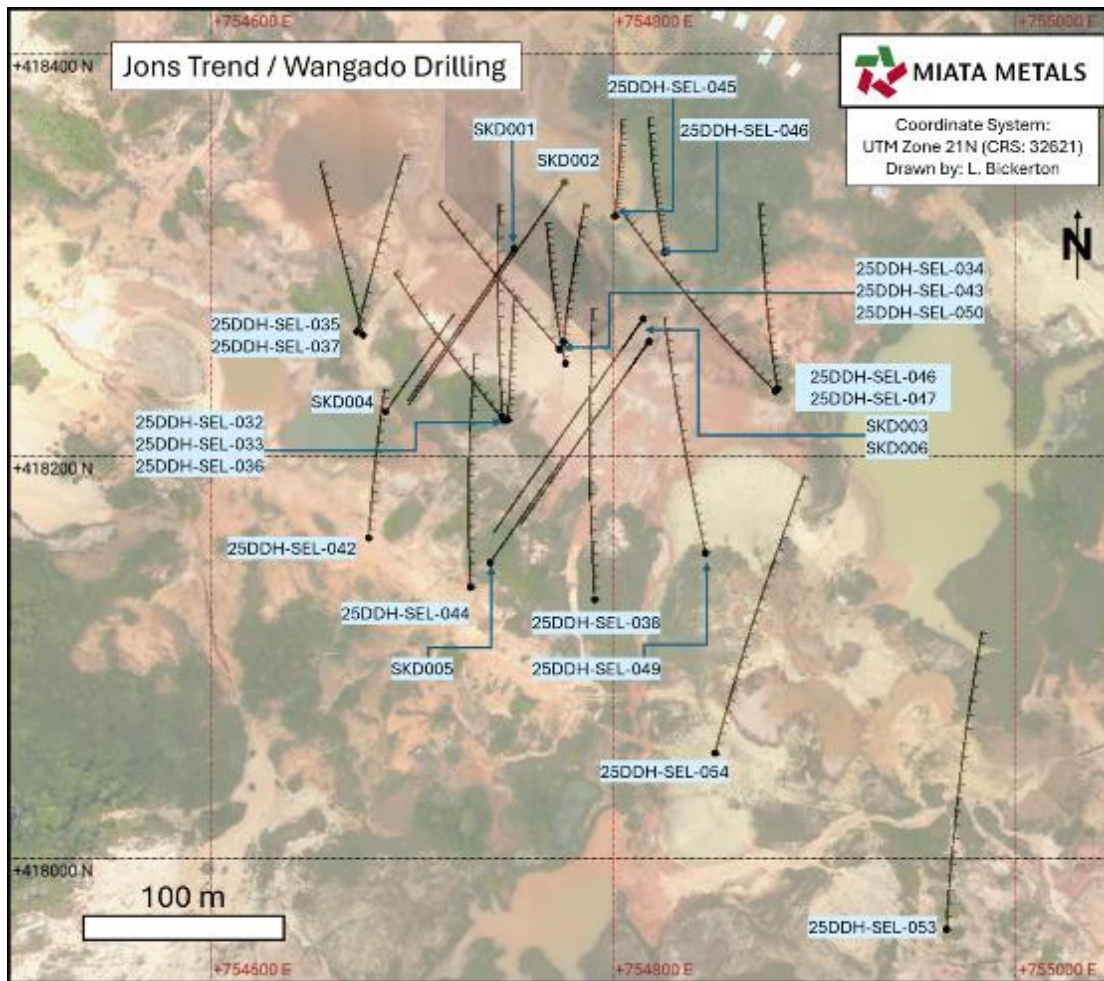 +754600 E
+754800 E
+755000 E
+418400 N
Jons Trend / Wangado Drilling
MIATA METALS
Coordinate System:
UTM Zone 21N (CRS: 32621)
Drawn by: L. Bickerton
25DDH-SEL-045
SKD001
25DDH-SEL-046
SKD002
N
25DDH-SEL-034
25DDH-SEL-043
25DDH-SEL-050
25DDH-SEL-035
25DDH-SEL-037
25DDH-SEL-046
25DDH-SEL-047
SKD004
25DDH-SEL-032
25DDH-SEL-033
25DDH-SEL-036
SKD003
SKD006
+418200 N
25DDH-SEL-042
25DDH-SEL-044
25DDH-SEL-038
SKD005
25DDH-SEL-049
25DDH-SEL-054
+418000 N
100 m
25DDH-SEL-053
+754600 E
+754800 E
+755000 E